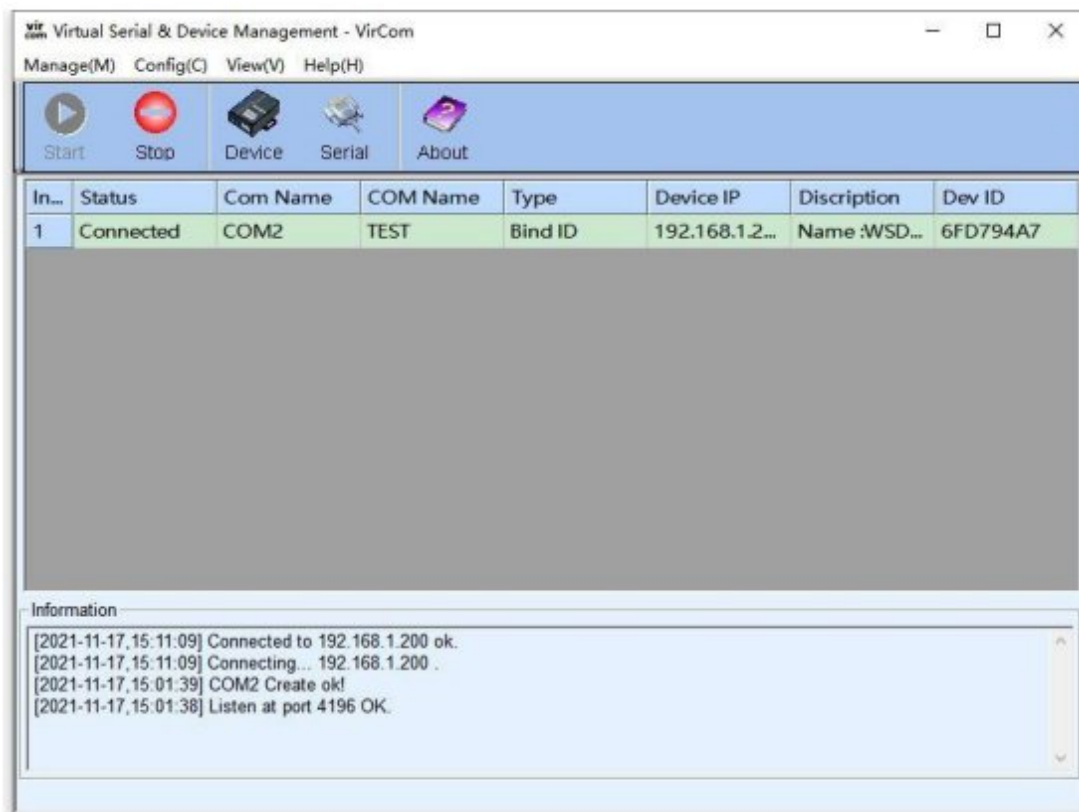 vir com Virtual Serial & Device Management - VirCom
Manage(M) Config(C) View(V) Help(H)
Start Stop Device Serial About
In... Status Com Name COM Name Type Device IP Discription Dev ID
1 Connected COM2 TEST Bind ID 192.168.1.2... Name :WSD... 6FD794A7
Information
[2021-11-17,15:11:09] Connected to 192.168.1.200 ok.
[2021-11-17,15:11:09] Connecting... 192.168.1.200 .
[2021-11-17,15:01:39] COM2 Create ok!
[2021-11-17,15:01:38] Listen at port 4196 OK.